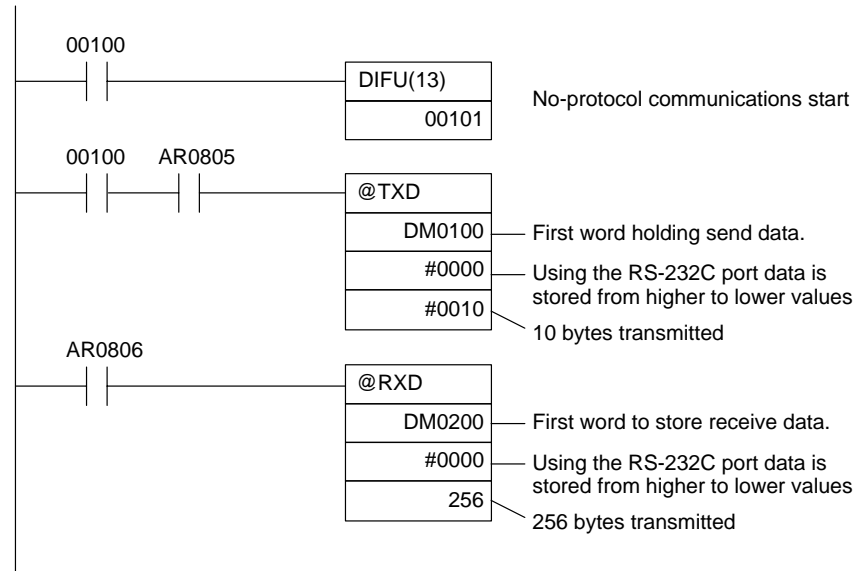 00100
DIFU(13)
00101
No-protocol communications start
00100 AR0805
@TXD
DM0100
First word holding send data.
#0000
Using the RS-232C port data is
stored from higher to lower values
#0010
10 bytes transmitted
AR0806
@RXD
DM0200
First word to store receive data.
#0000
Using the RS-232C port data is
stored from higher to lower values
256
256 bytes transmitted